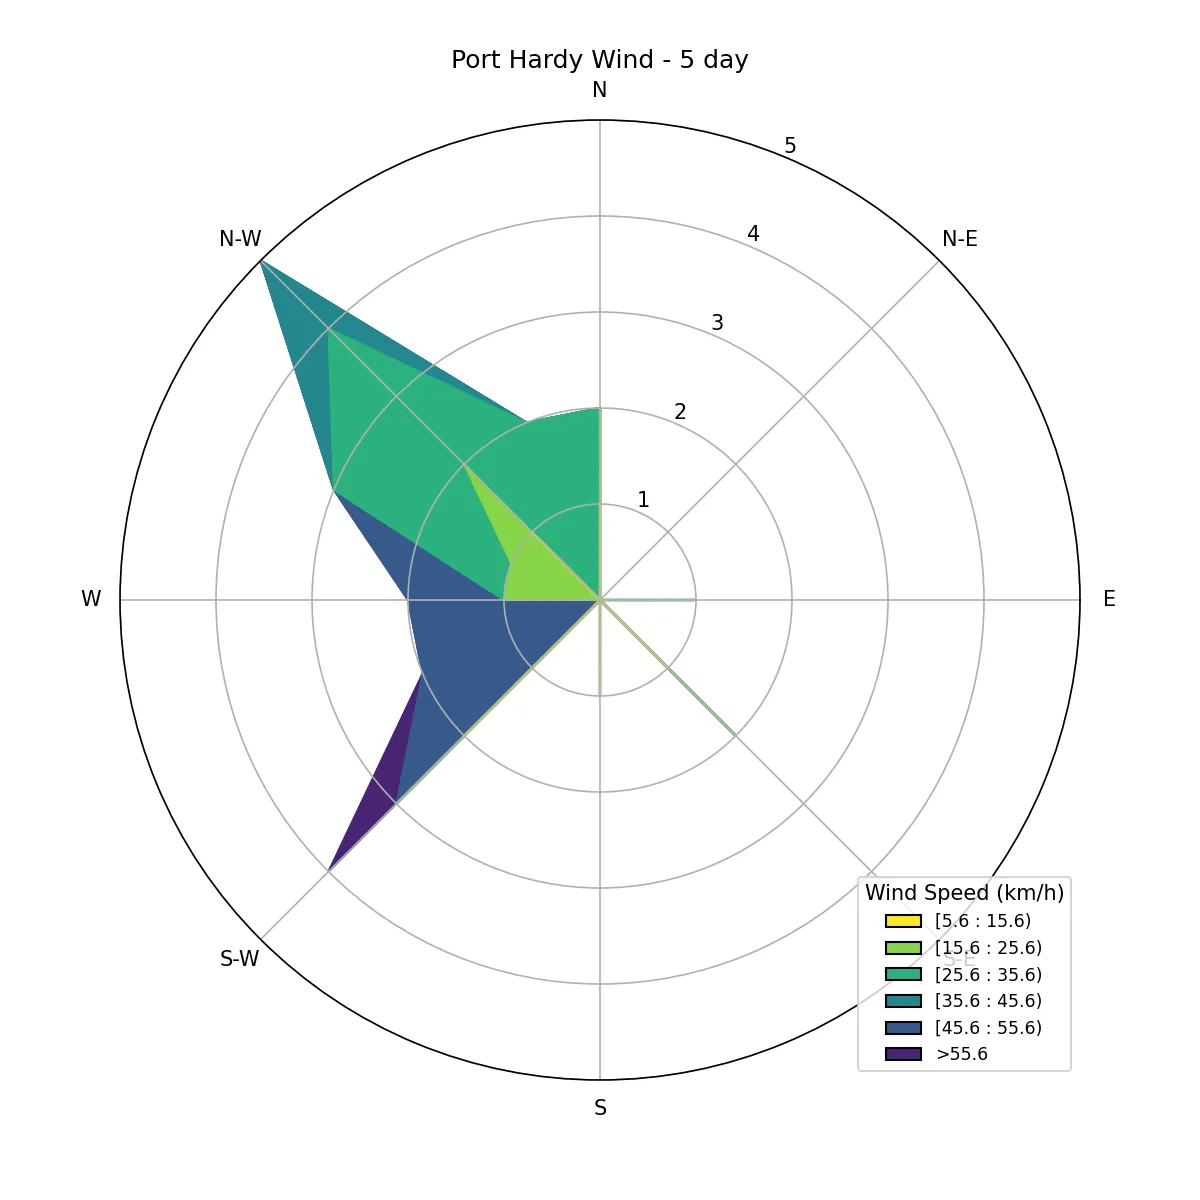 Port Hardy Wind - 5 day
N
5
N-W
4
N-E
3
2
1
W
E
S-W
S-E
S
Wind Speed (km/h)
[5.6 : 15.6)
[15.6 : 25.6)
[25.6 : 35.6)
[35.6 : 45.6)
[45.6 : 55.6)
>55.6